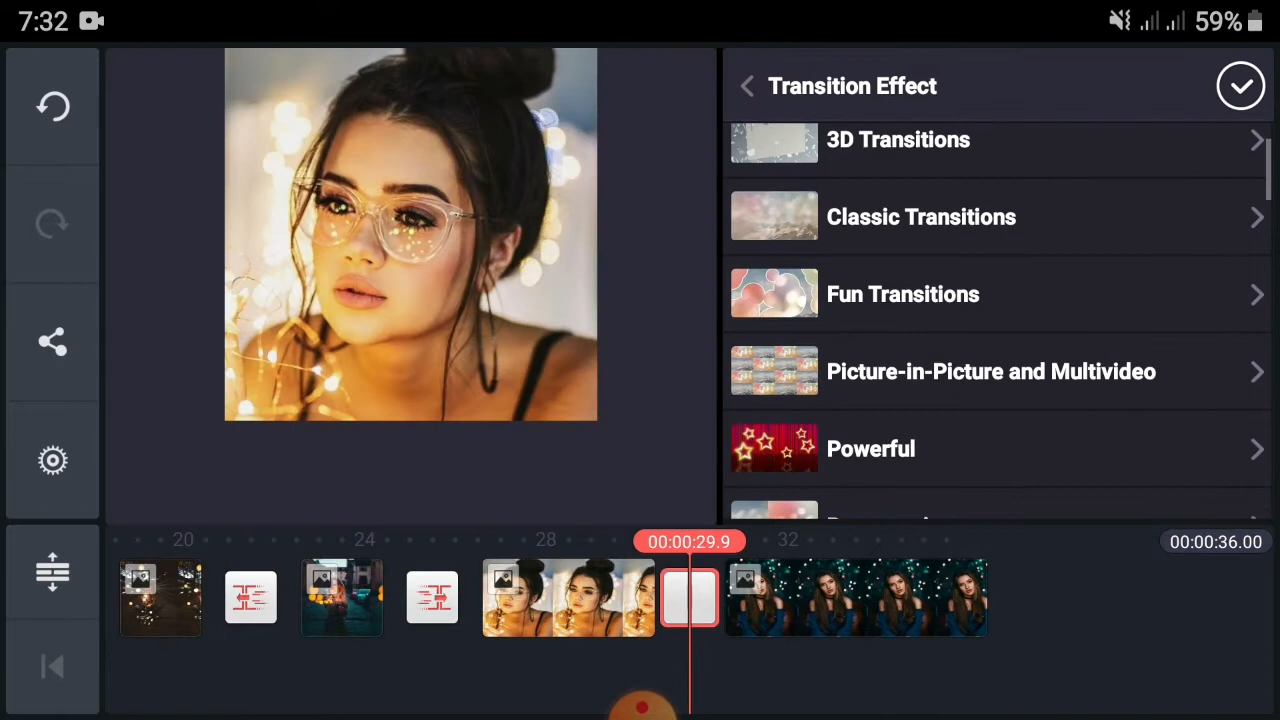 7:32
59%
Transition Effect
3D Transitions
Classic Transitions
Fun Transitions
Picture-in-Picture and Multivideo
Powerful
20
24
28
00:00:29.9
32
00:00:36.00